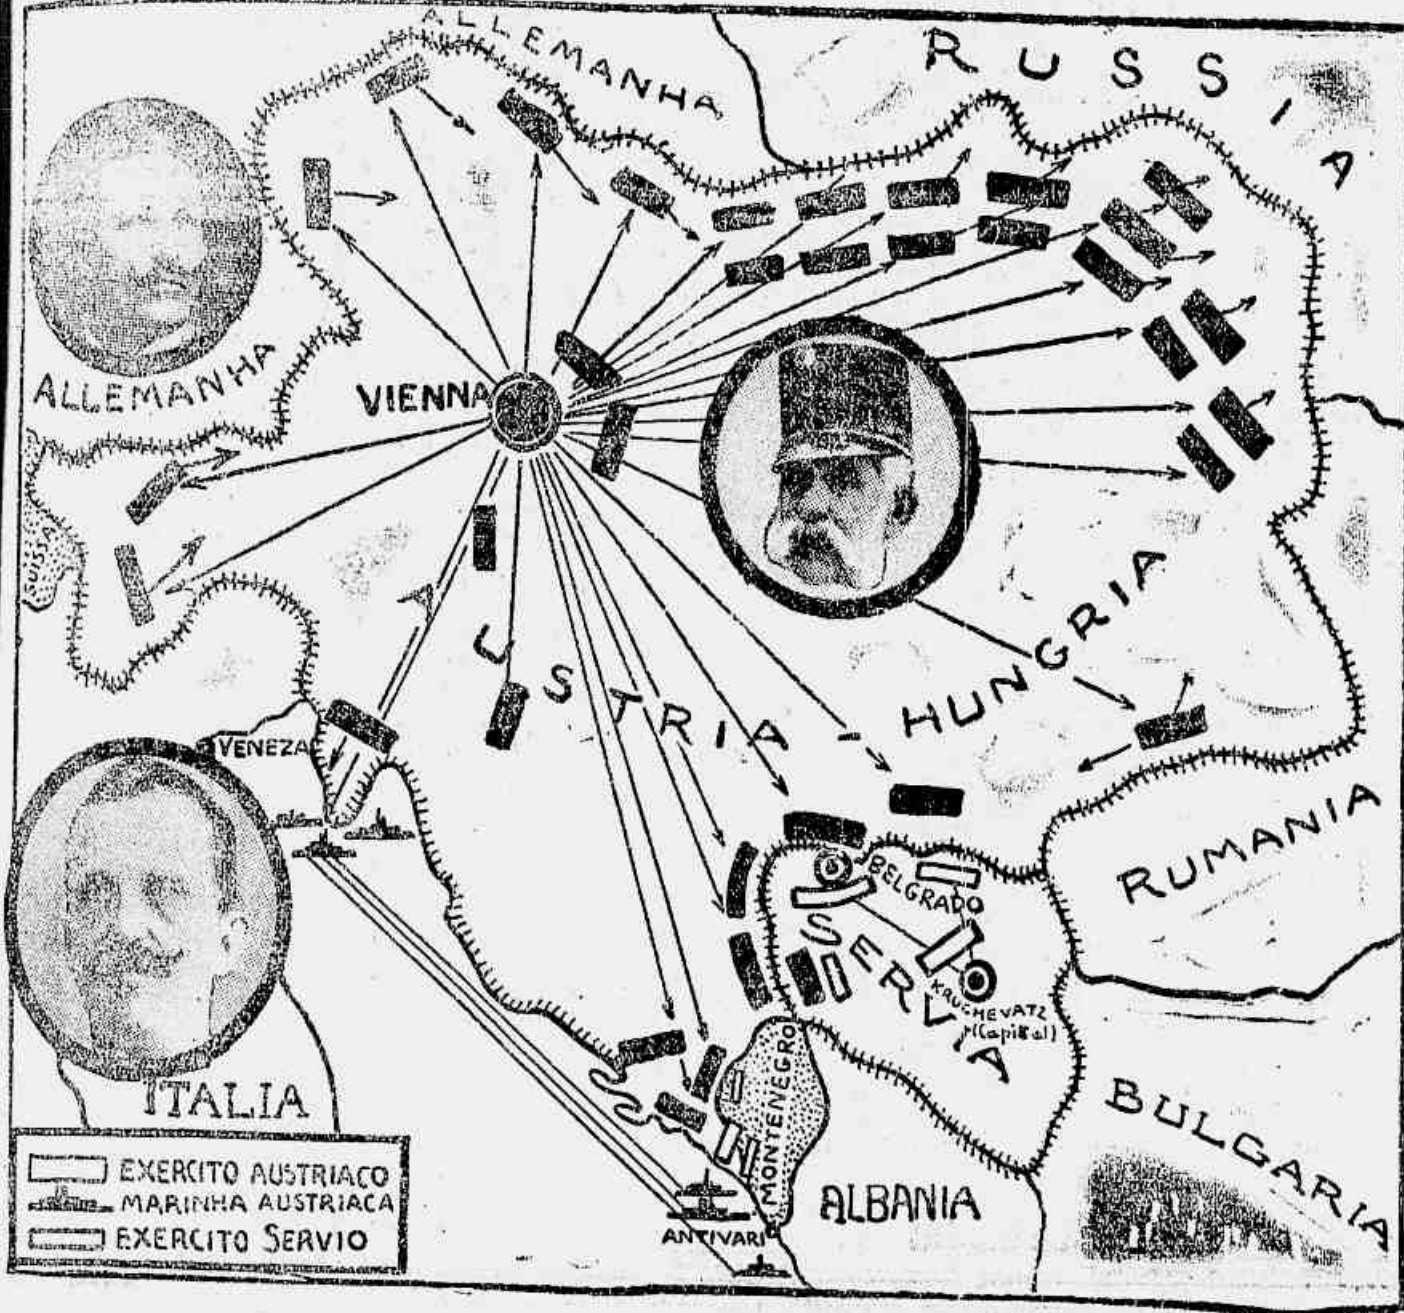 ALLEMANHA
RUSSIA
ALLEMANHA
VIENNA
SUISSA
AUSTRIA - HUNGRIA
VENEZA
RUMANIA
BELGRADO
SERVIA
KRUCHEVATZ
(Capital)
MONTENEGRO
ITALIA
BULGARIA
ALBANIA
ANTIVARI
EXERCITO AUSTRIACO
MARINHA AUSTRIACA
EXERCITO SERVIO